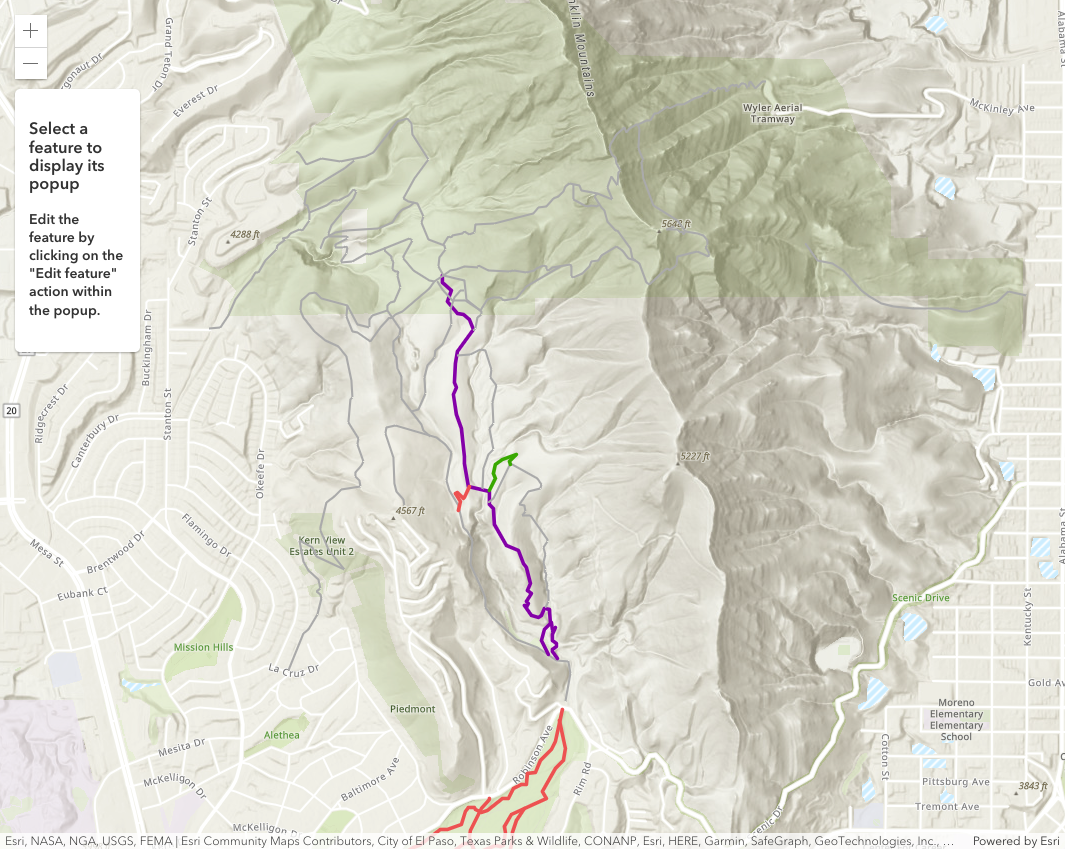 +
−
Select a
feature to
display its
popup
Edit the
feature by
clicking on the
"Edit feature"
action within
the popup.
Dr
Grand Teton Dr
Everest Dr
klin Mountains
Wyler Aerial
Tramway
McKinley Ave
Alabama St
Stanton St
4288 ft
5648 ft
Buckingham Dr
20
Ridgecrest Dr
Canterbury Dr
Stanton St
Okeefe Dr
5227 ft
4567 ft
Flamingo Dr
Kern View
Estates Unit 2
Mesa St
Brentwood Dr
Eubank Ct
Alabama St
Scenic Drive
Kentucky St
Mission Hills
La Cruz Dr
Gold Av
Piedmont
Moreno
Elementary
Elementary
School
Alethea
Mesita Dr
Robinson Ave
Rim Rd
Cotton St
McKelligon Dr
Baltimore Ave
Pittsburg Ave
3843 ft
Tremont Ave
McKelligon D
cenic Dr
Esri, NASA, NGA, USGS, FEMA | Esri Community Maps Contributors, City of El Paso, Texas Parks & Wildlife, CONANP, Esri, HERE, Garmin, SafeGraph, GeoTechnologies, Inc., …
Powered by Esri